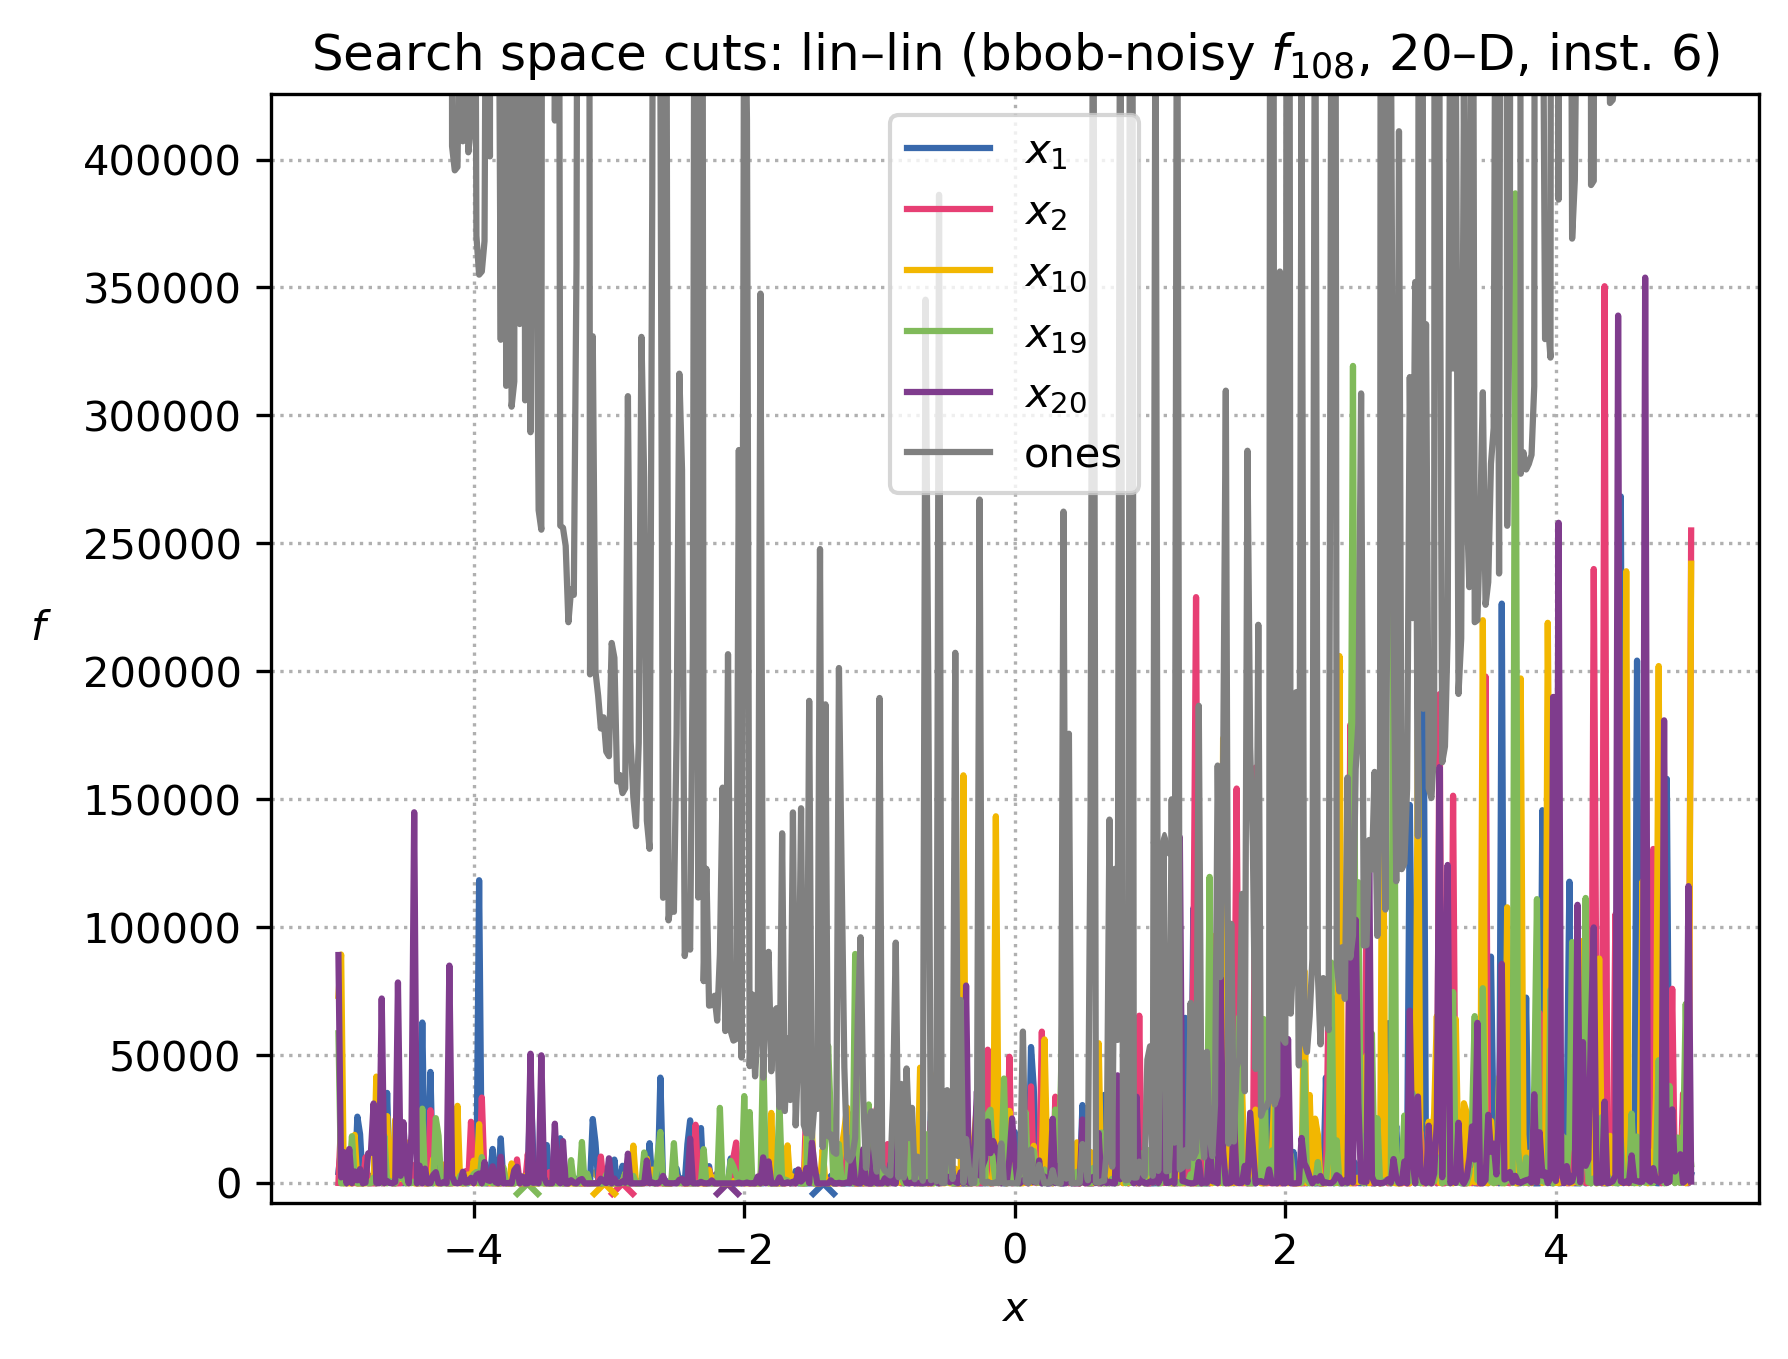 Search space cuts: lin–lin (bbob-noisy f108, 20–D, inst. 6)
400000
350000
300000
250000
200000
150000
100000
50000
0
f
x1
x2
x10
x19
x20
ones
−4
−2
0
2
4
x